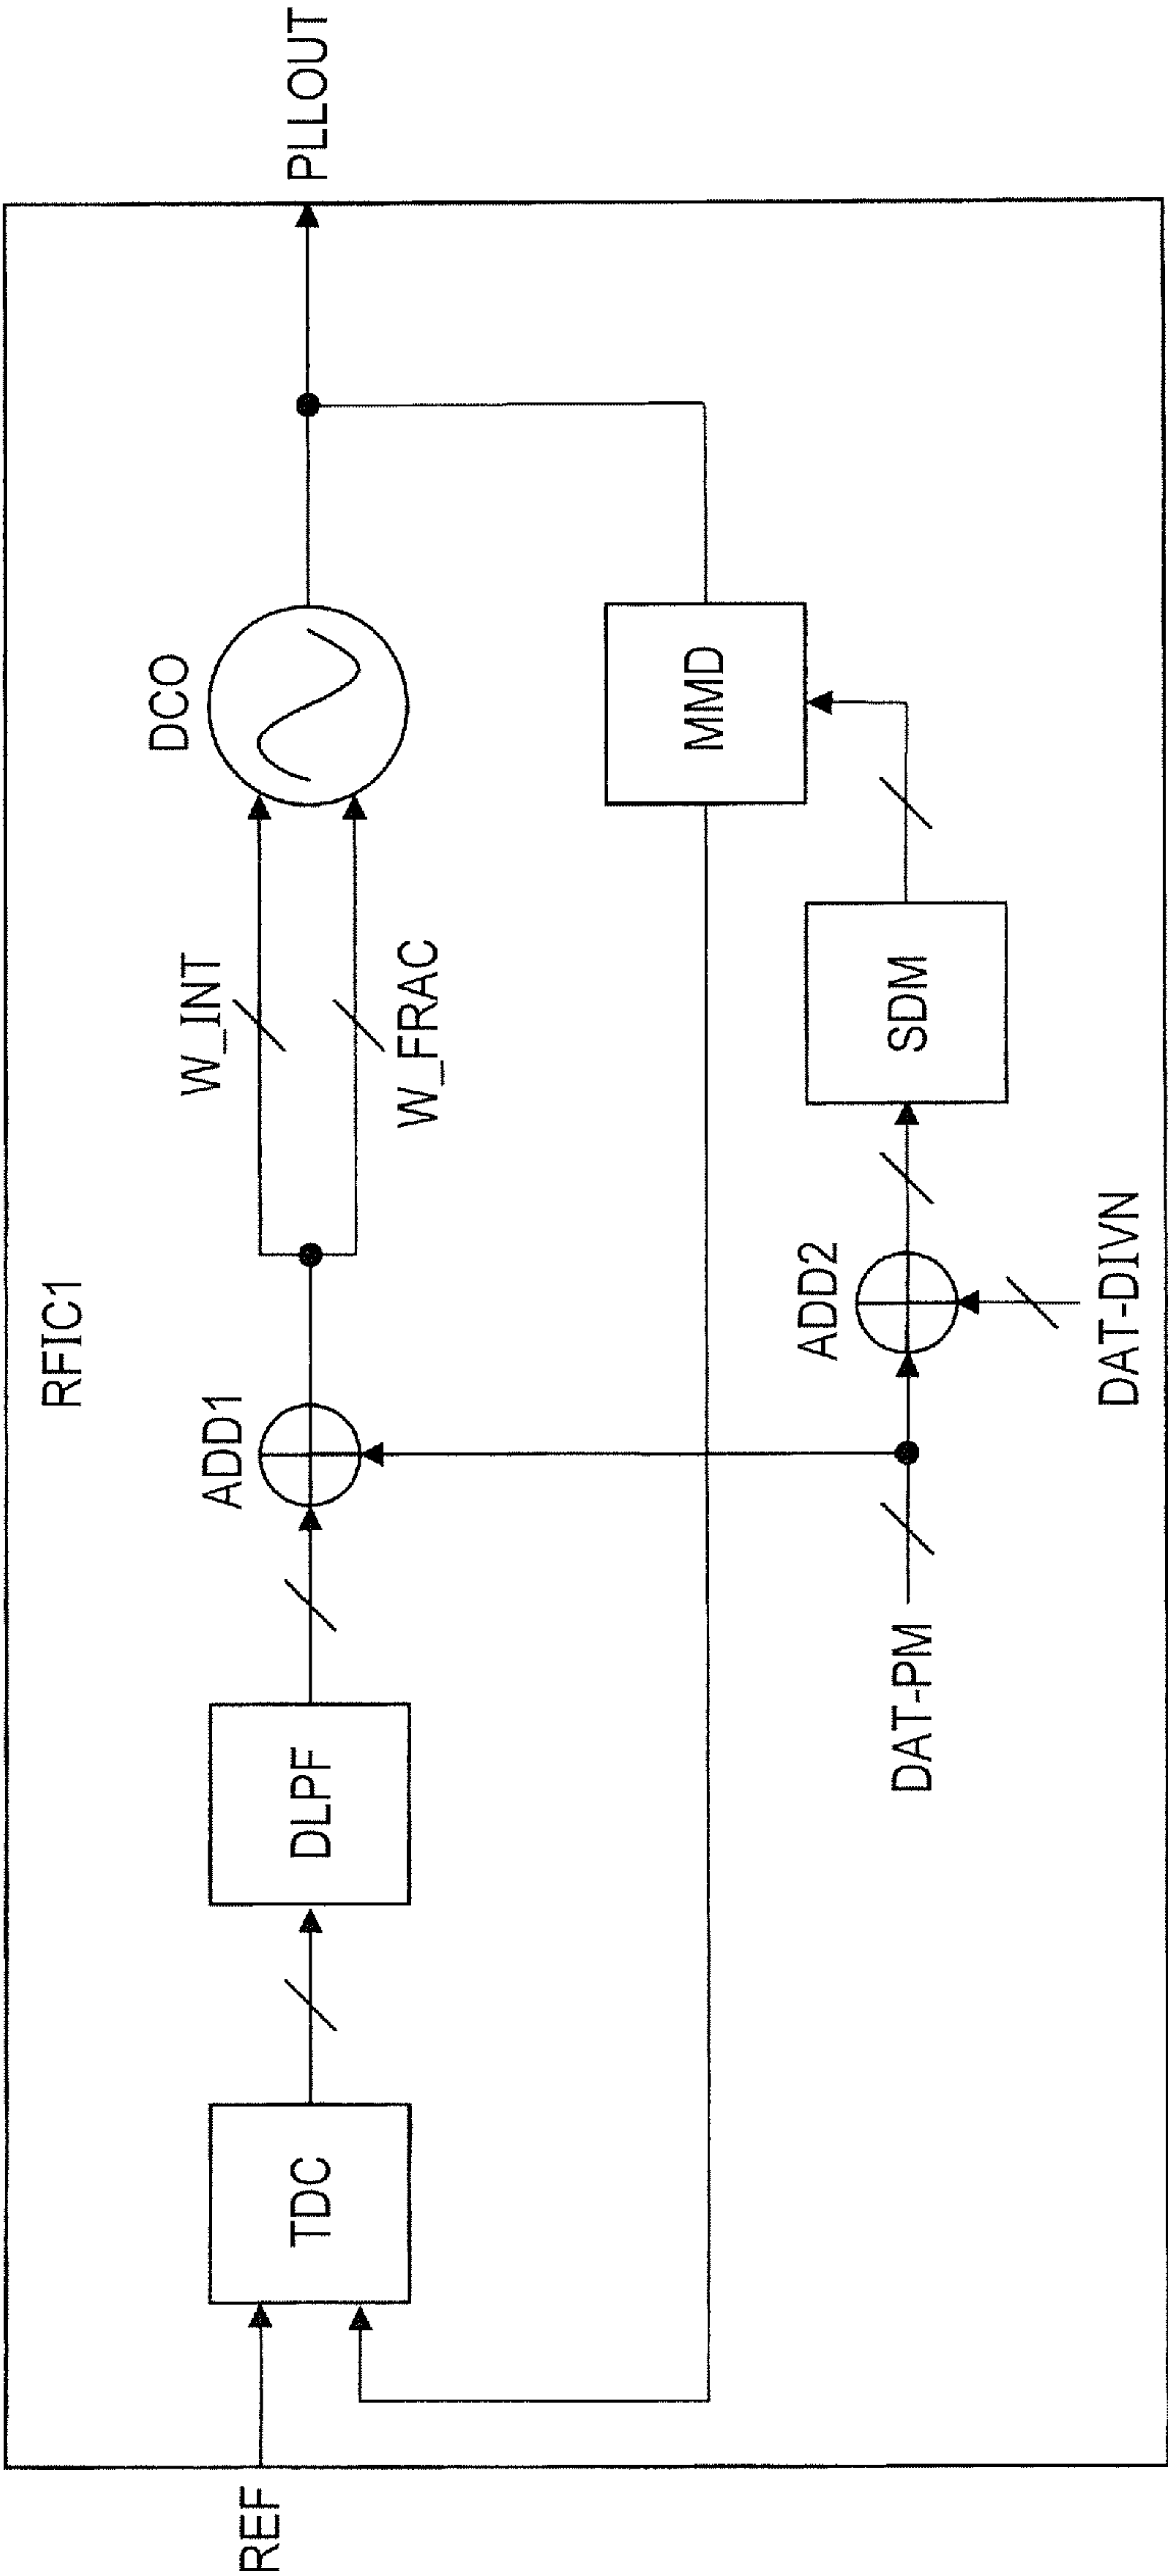 RFIC1
REF
TDC
DLPF
ADD1
W_INT
W_FRAC
DCO
PLLOUT
MMD
SDM
ADD2
DAT-PM
DAT-DIVN